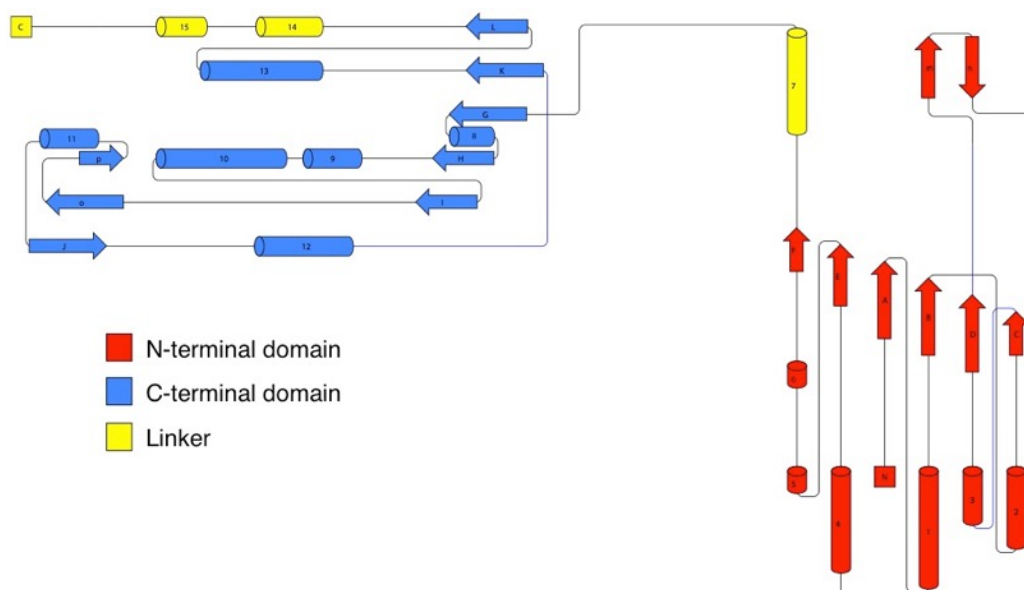 C 15 14 L
13 K
7 m n
G
11 8
p 10 9 H
o I
J 12
F E A B D C
N-terminal domain
C-terminal domain
Linker
6
5 4 N 1 3 2